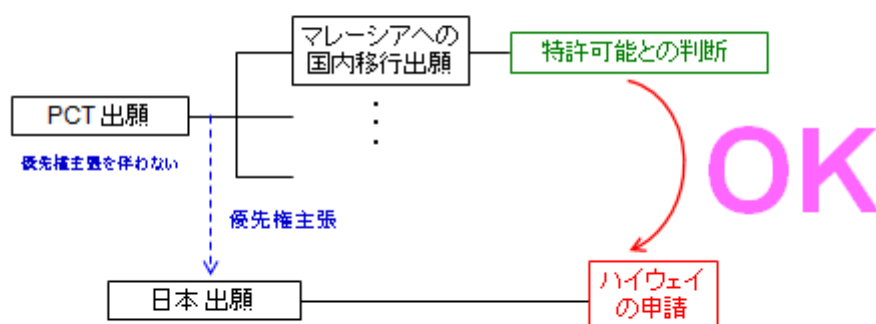 マレーシアへの
国内移行出願
特許可能との判断
PCT 出願
優先権主張を伴わない
優先権主張
OK
日本 出願
ハイウェイ
の申請